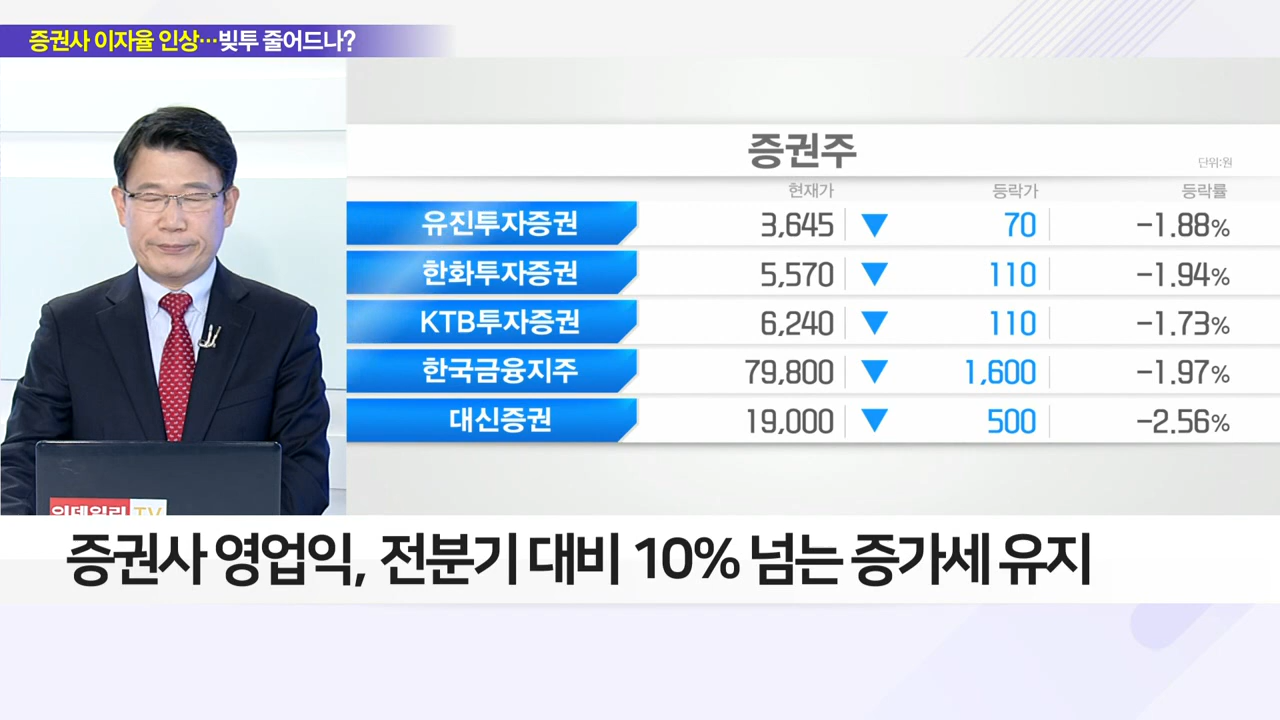 증권사 이자율 인상…빚투 줄어드나?
증권주
단위:원
현재가 등락가 등락률
유진투자증권 3,645 ▼ 70 -1.88%
한화투자증권 5,570 ▼ 110 -1.94%
KTB투자증권 6,240 ▼ 110 -1.73%
한국금융지주 79,800 ▼ 1,600 -1.97%
대신증권 19,000 ▼ 500 -2.56%
이데일리 TV
증권사 영업익, 전분기 대비 10% 넘는 증가세 유지